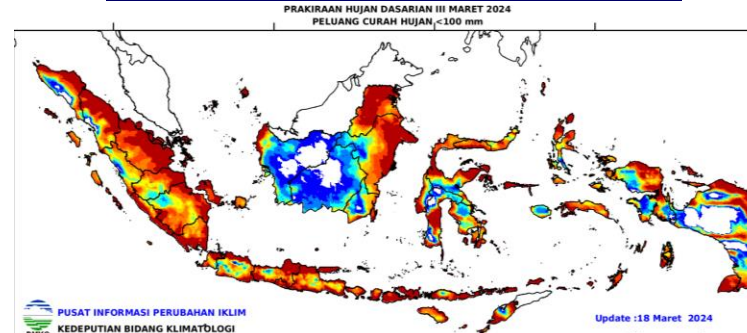 PRAKIRAAN HUJAN DASARIAN III MARET 2024
PELUANG CURAH HUJAN <100 mm
PUSAT INFORMASI PERUBAHAN IKLIM
KEDEPUTIAN BIDANG KLIMATOLOGI
Update :18 Maret 2024